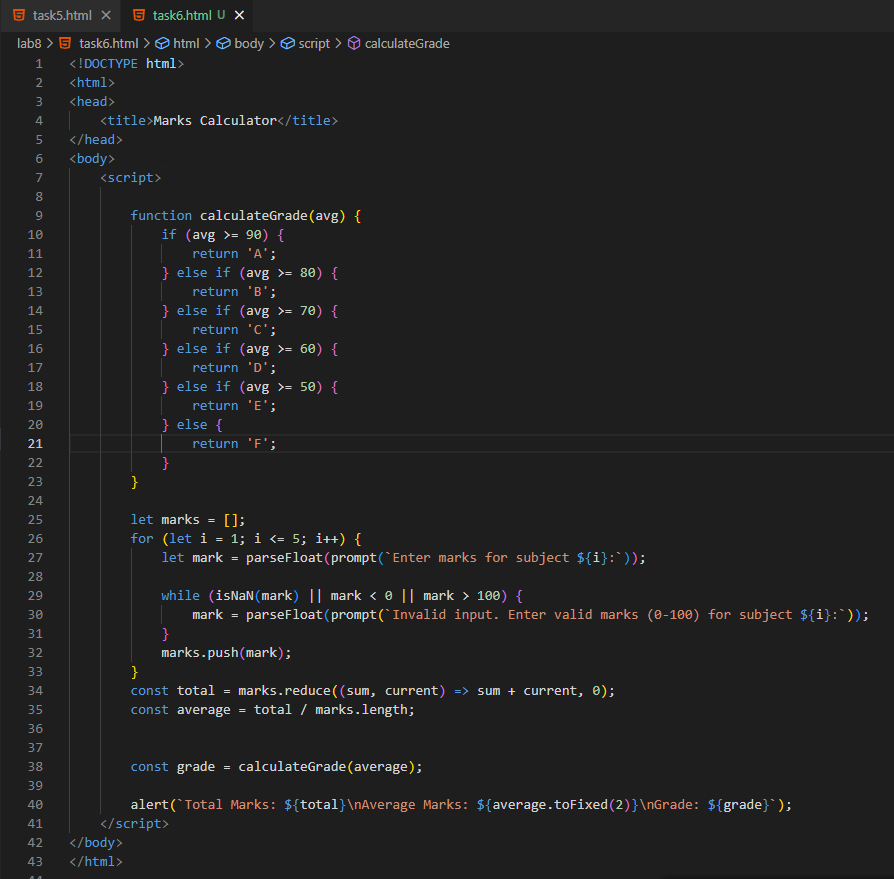 task5.html × task6.html U ×
lab8 > task6.html > html > body > script > calculateGrade
1 <!DOCTYPE html>
2 <html>
3 <head>
4     <title>Marks Calculator</title>
5 </head>
6 <body>
7     <script>
8
9         function calculateGrade(avg) {
10             if (avg >= 90) {
11                 return 'A';
12             } else if (avg >= 80) {
13                 return 'B';
14             } else if (avg >= 70) {
15                 return 'C';
16             } else if (avg >= 60) {
17                 return 'D';
18             } else if (avg >= 50) {
19                 return 'E';
20             } else {
21                 return 'F';
22             }
23         }
24
25         let marks = [];
26         for (let i = 1; i <= 5; i++) {
27             let mark = parseFloat(prompt(`Enter marks for subject ${i}:`));
28
29             while (isNaN(mark) || mark < 0 || mark > 100) {
30                 mark = parseFloat(prompt(`Invalid input. Enter valid marks (0-100) for subject ${i}:`));
31             }
32             marks.push(mark);
33         }
34         const total = marks.reduce((sum, current) => sum + current, 0);
35         const average = total / marks.length;
36
37
38         const grade = calculateGrade(average);
39
40         alert(`Total Marks: ${total}\nAverage Marks: ${average.toFixed(2)}\nGrade: ${grade}`);
41     </script>
42 </body>
43 </html>
44